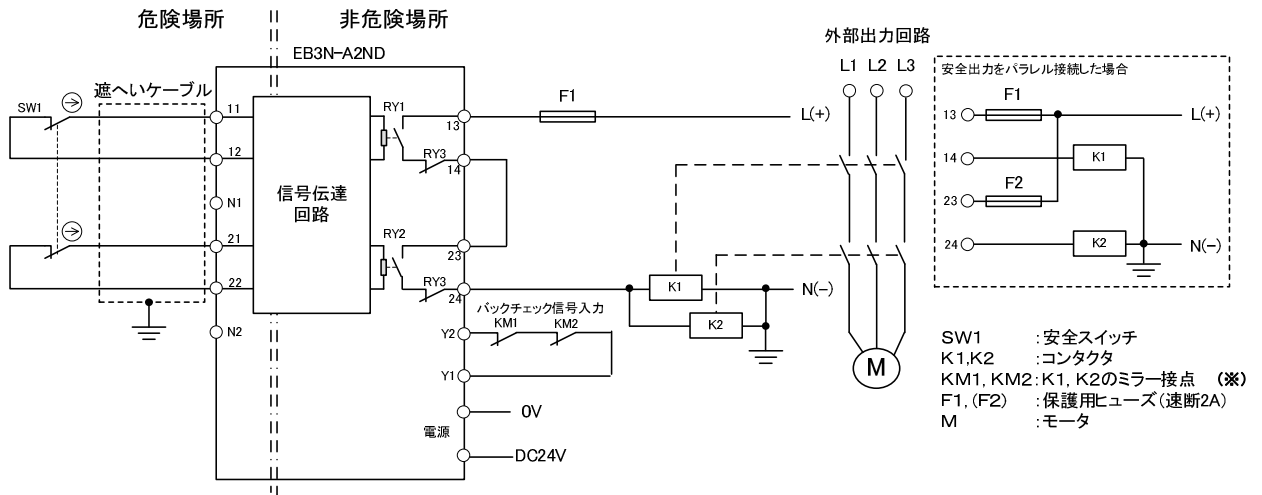 危険場所
非危険場所
EB3N-A2ND
遮へいケーブル
SW1
11
12
N1
21
22
N2
信号伝達
回路
RY1
RY3
13
14
RY2
RY3
23
24
Y2
Y1
電源
0V
DC24V
F1
L(+)
K1
N(-)
K2
バックチェック信号入力
KM1
KM2
外部出力回路
L1
L2
L3
M
安全出力をパラレル接続した場合
13
F1
L(+)
14
K1
23
F2
24
K2
N(-)
SW1 :安全スイッチ
K1,K2 :コンタクタ
KM1, KM2:K1, K2のミラー接点 (※)
F1, (F2) :保護用ヒューズ(速断2A)
M :モータ